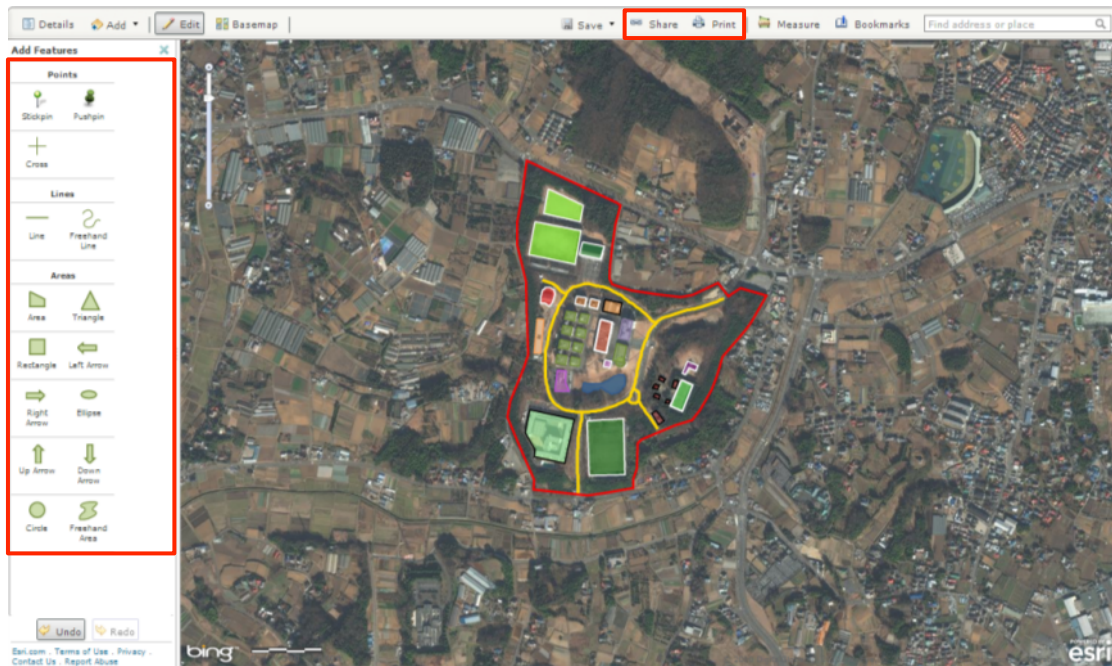 Details Add Edit Basemap Save Share Print Measure Bookmarks Find address or place
Add Features
Points
Stickpin Pushpin
Cross
Lines
Line Freehand Line
Areas
Area Triangle
Rectangle Left Arrow
Right Arrow Ellipse
Up Arrow Down Arrow
Circle Freehand Area
Undo Redo
Esri.com . Terms of Use . Privacy .
Contact Us . Report Abuse
bing
POWERED BY
esri